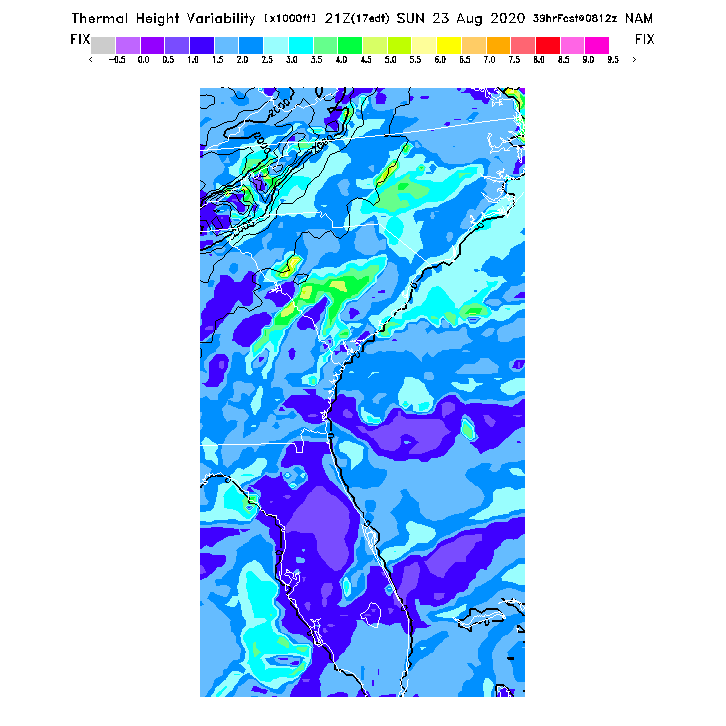 Thermal Height Variability [x1000ft] 21Z(17edt) SUN 23 Aug 2020 39hrFcst@0812z NAM
FIX FIX
< -0.5 0.0 0.5 1.0 1.5 2.0 2.5 3.0 3.5 4.0 4.5 5.0 5.5 6.0 6.5 7.0 7.5 8.0 8.5 9.0 9.5 >
2000
2000